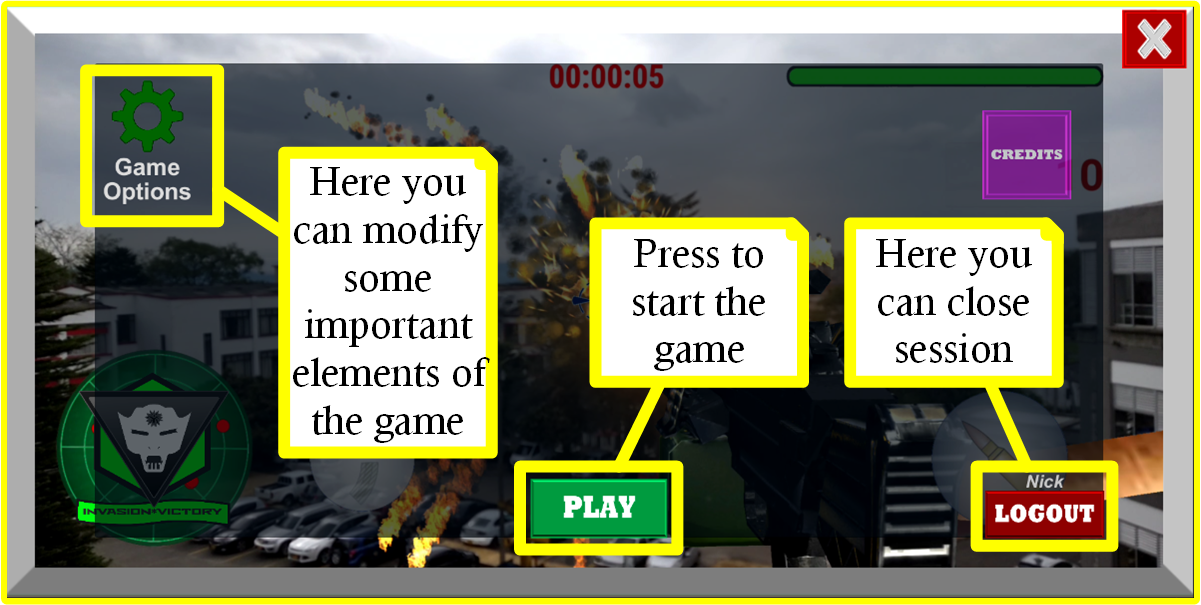 00:00:05
Game
Options
CREDITS
0
Here you
can modify
some
important
elements of
the game
Press to
start the
game
Here you
can close
session
INVASION VICTORY
PLAY
Nick
LOGOUT